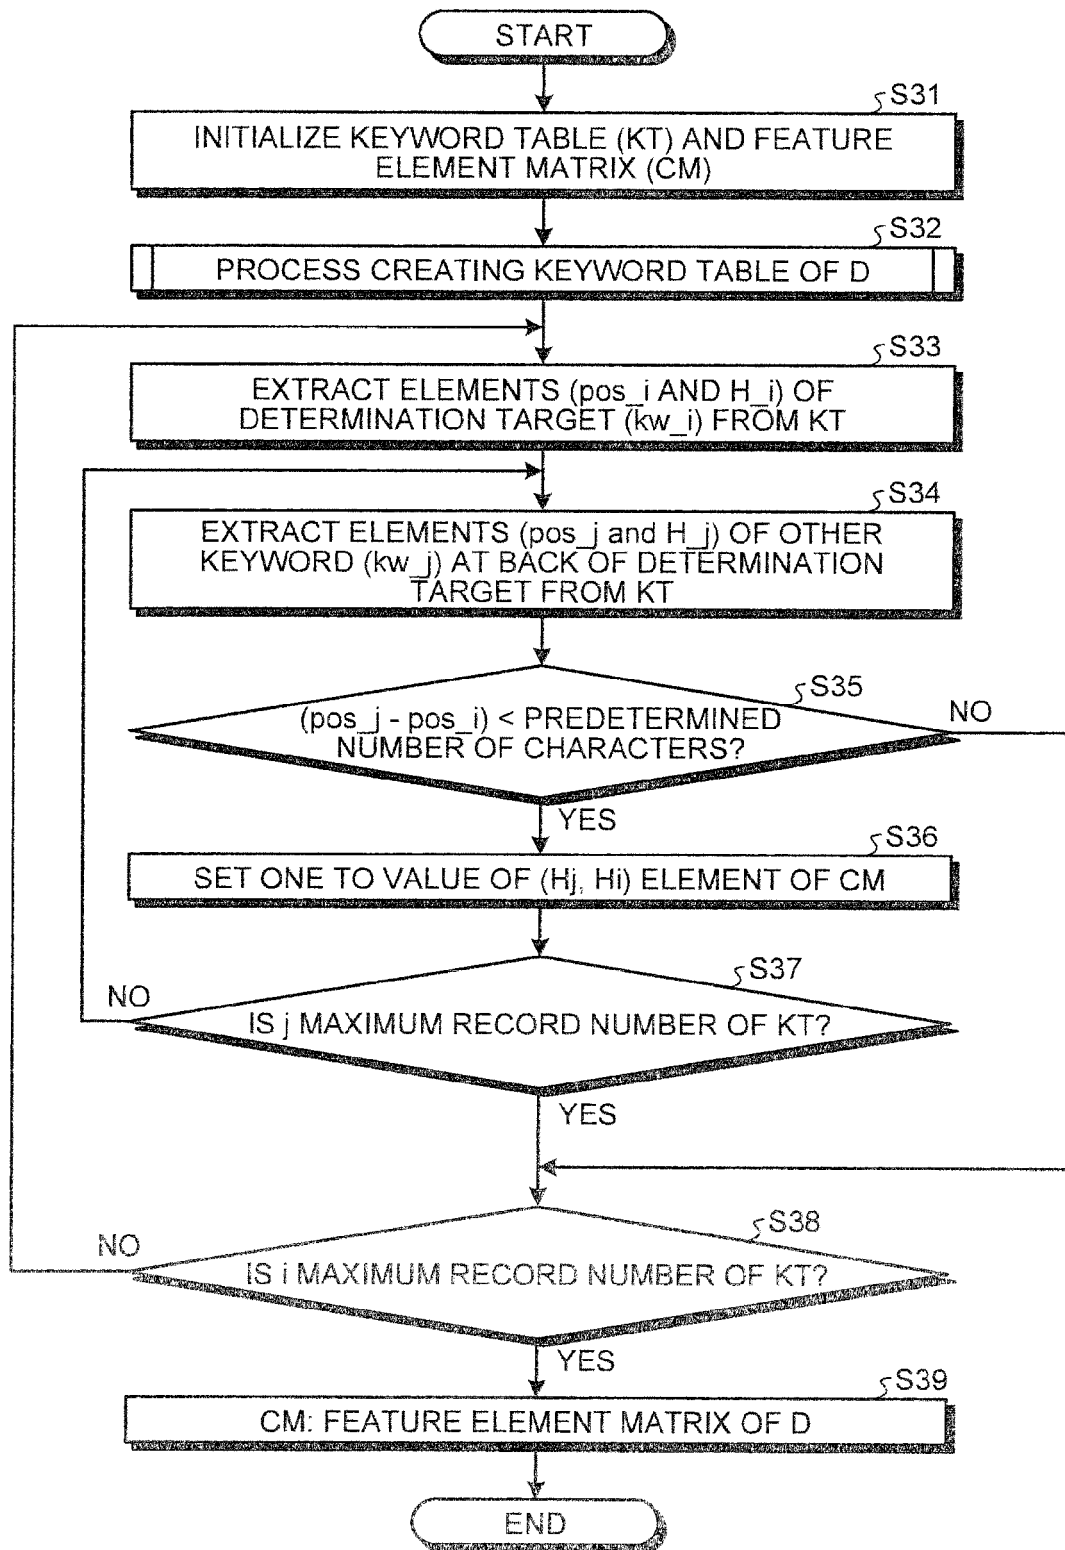 START
S31
INITIALIZE KEYWORD TABLE (KT) AND FEATURE
ELEMENT MATRIX (CM)
S32
PROCESS CREATING KEYWORD TABLE OF D
S33
EXTRACT ELEMENTS (pos_i AND H_i) OF
DETERMINATION TARGET (kw_i) FROM KT
S34
EXTRACT ELEMENTS (pos_j and H_j) OF OTHER
KEYWORD (kw_j) AT BACK OF DETERMINATION
TARGET FROM KT
S35
(pos_j - pos_i) < PREDETERMINED
NUMBER OF CHARACTERS?
NO
YES
S36
SET ONE TO VALUE OF (Hj, Hi) ELEMENT OF CM
S37
NO
IS j MAXIMUM RECORD NUMBER OF KT?
YES
S38
NO
IS i MAXIMUM RECORD NUMBER OF KT?
YES
S39
CM: FEATURE ELEMENT MATRIX OF D
END